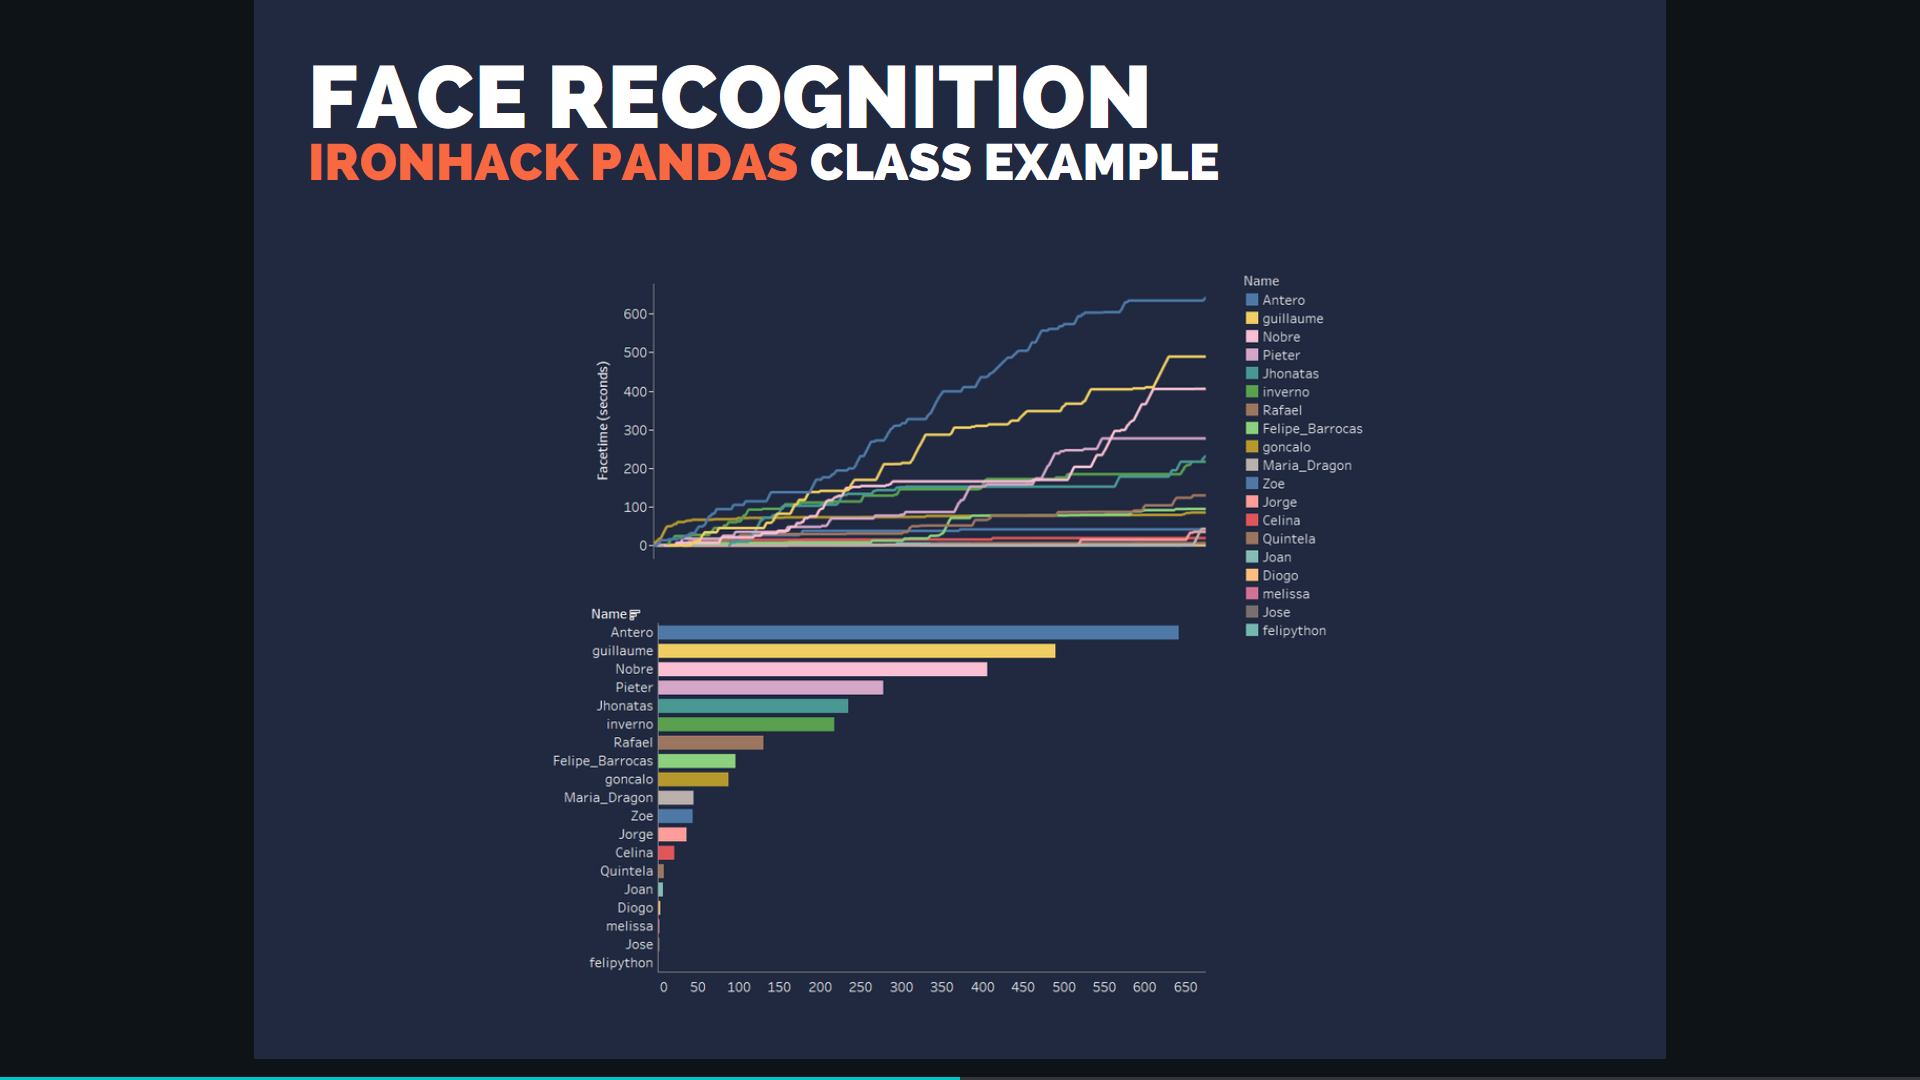 FACE RECOGNITION
IRONHACK PANDAS CLASS EXAMPLE
Facetime (seconds)
600
500
400
300
200
100
0
Name
Antero
guillaume
Nobre
Pieter
Jhonatas
inverno
Rafael
Felipe_Barrocas
goncalo
Maria_Dragon
Zoe
Jorge
Celina
Quintela
Joan
Diogo
melissa
Jose
felipython
Name
Antero
guillaume
Nobre
Pieter
Jhonatas
inverno
Rafael
Felipe_Barrocas
goncalo
Maria_Dragon
Zoe
Jorge
Celina
Quintela
Joan
Diogo
melissa
Jose
felipython
0 50 100 150 200 250 300 350 400 450 500 550 600 650